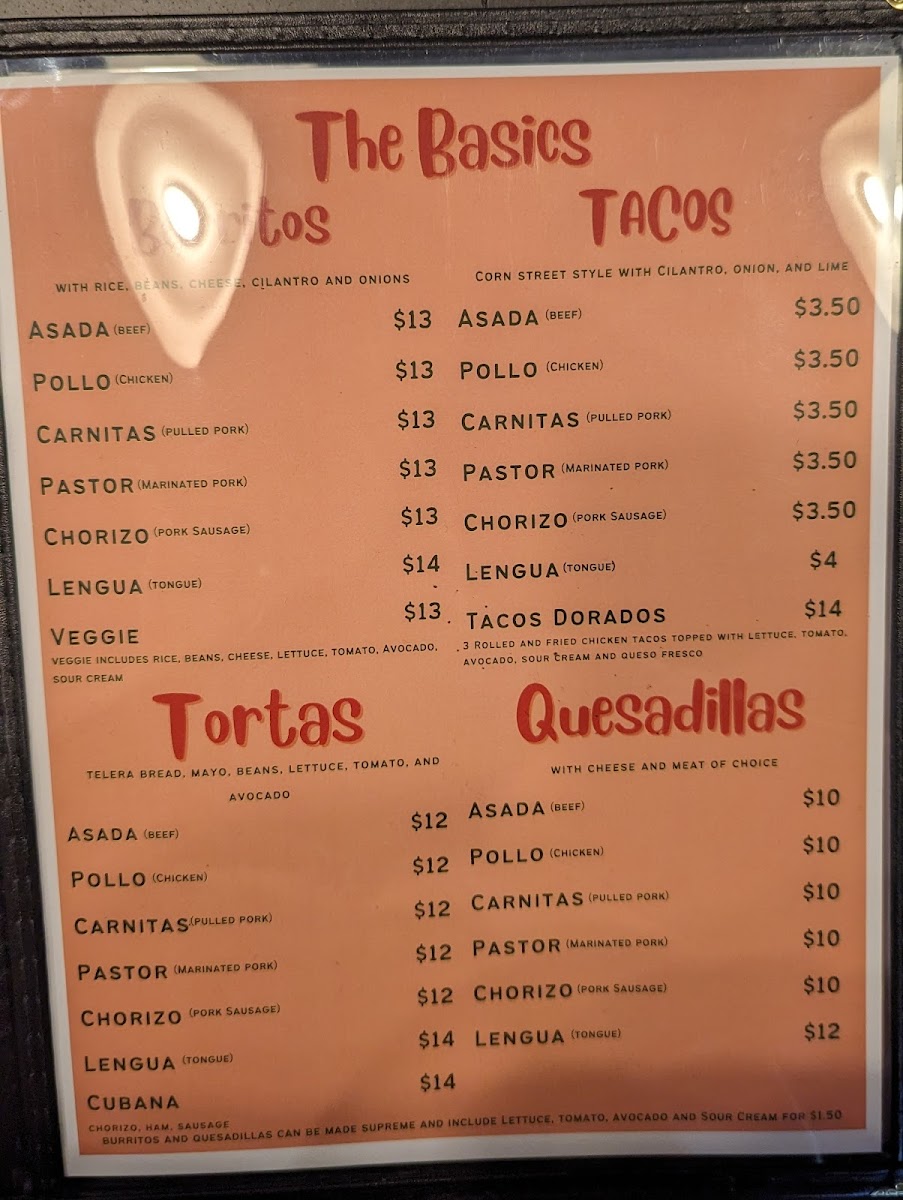 The Basics
Burritos
WITH RICE, BEANS, CHEESE, CILANTRO AND ONIONS
ASADA (BEEF) $13
POLLO (CHICKEN) $13
CARNITAS (PULLED PORK) $13
PASTOR (MARINATED PORK) $13
CHORIZO (PORK SAUSAGE) $13
LENGUA (TONGUE) $14
VEGGIE $13
VEGGIE INCLUDES RICE, BEANS, CHEESE, LETTUCE, TOMATO, AVOCADO,
SOUR CREAM
TACOS
CORN STREET STYLE WITH CILANTRO, ONION, AND LIME
ASADA (BEEF) $3.50
POLLO (CHICKEN) $3.50
CARNITAS (PULLED PORK) $3.50
PASTOR (MARINATED PORK) $3.50
CHORIZO (PORK SAUSAGE) $3.50
LENGUA (TONGUE) $4
TACOS DORADOS $14
3 ROLLED AND FRIED CHICKEN TACOS TOPPED WITH LETTUCE, TOMATO,
AVOCADO, SOUR CREAM AND QUESO FRESCO
Tortas
TELERA BREAD, MAYO, BEANS, LETTUCE, TOMATO, AND
AVOCADO
ASADA (BEEF) $12
POLLO (CHICKEN) $12
CARNITAS (PULLED PORK) $12
PASTOR (MARINATED PORK) $12
CHORIZO (PORK SAUSAGE) $12
LENGUA (TONGUE) $14
CUBANA $14
CHORIZO, HAM, SAUSAGE
Quesadillas
WITH CHEESE AND MEAT OF CHOICE
ASADA (BEEF) $10
POLLO (CHICKEN) $10
CARNITAS (PULLED PORK) $10
PASTOR (MARINATED PORK) $10
CHORIZO (PORK SAUSAGE) $10
LENGUA (TONGUE) $12
BURRITOS AND QUESADILLAS CAN BE MADE SUPREME AND INCLUDE LETTUCE, TOMATO, AVOCADO AND SOUR CREAM FOR $1.50